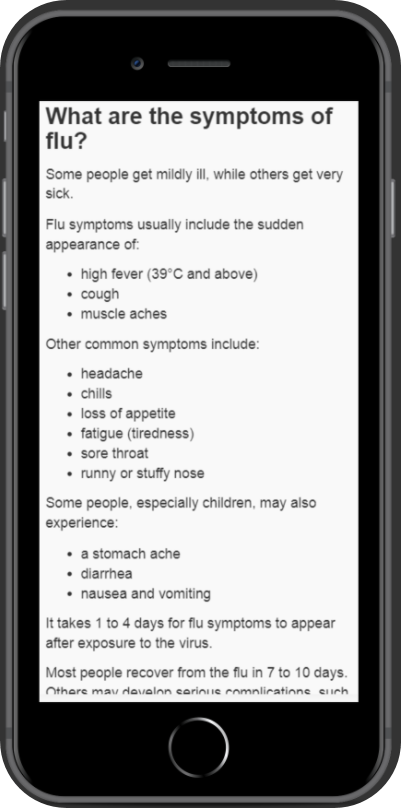 What are the symptoms of
flu?
Some people get mildly ill, while others get very
sick.
Flu symptoms usually include the sudden
appearance of:
• high fever (39°C and above)
• cough
• muscle aches
Other common symptoms include:
• headache
• chills
• loss of appetite
• fatigue (tiredness)
• sore throat
• runny or stuffy nose
Some people, especially children, may also
experience:
• a stomach ache
• diarrhea
• nausea and vomiting
It takes 1 to 4 days for flu symptoms to appear
after exposure to the virus.
Most people recover from the flu in 7 to 10 days.
Others may develop serious complications, such